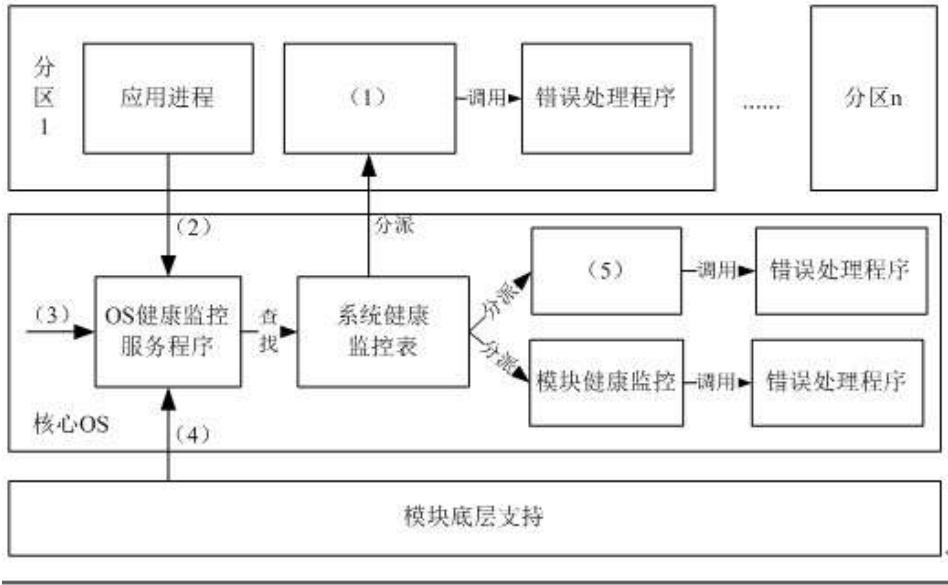 分
区
1
应用进程
（1）
调用
错误处理程序
......
分区n
（2）
分派
（3）
OS健康监控
服务程序
查
找
系统健康
监控表
分派
（5）
调用
错误处理程序
分派
模块健康监控
调用
错误处理程序
核心OS
（4）
模块底层支持